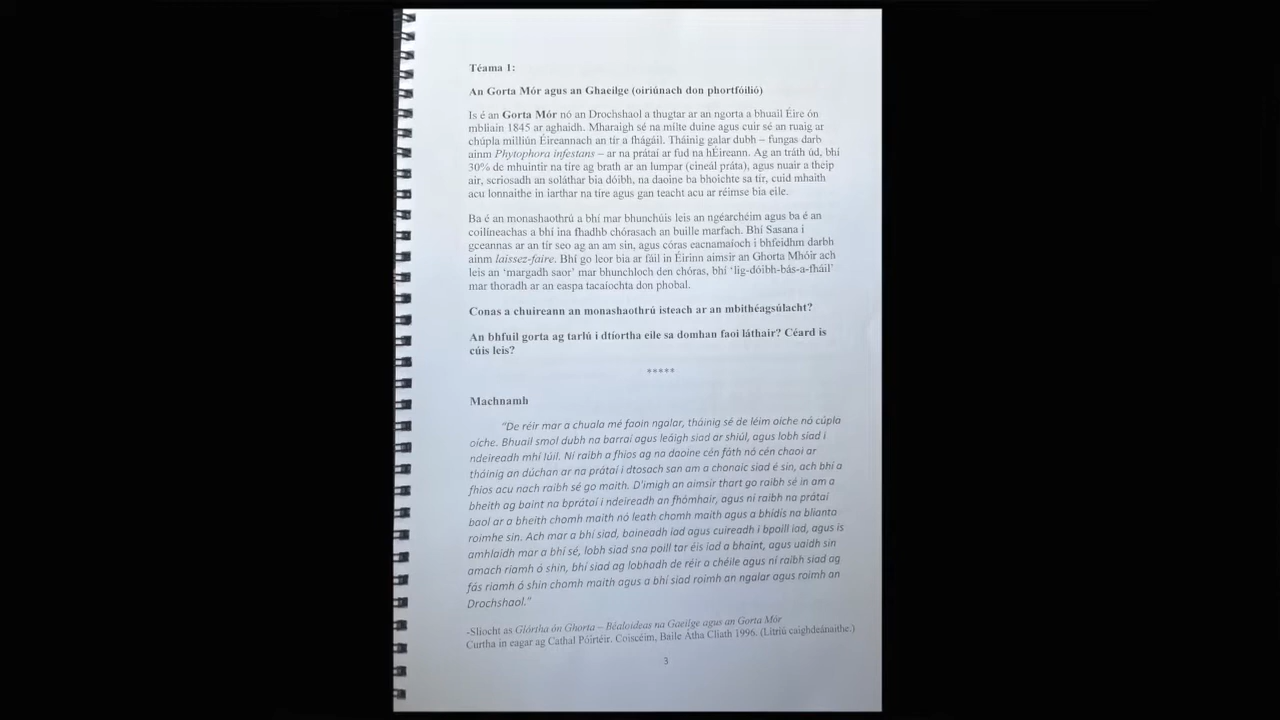 Téama 1:
An Gorta Mór agus an Ghaeilge (oiriúnach don phortfóilió)
Is é an Gorta Mór nó an Drochshaol a thugtar ar an ngorta a bhuail Éire ón
mbliain 1845 ar aghaidh. Mharaigh sé na mílte duine agus cuir sé an ruaig ar
chúpla milliún Éireannach an tír a fhágáil. Tháinig galar dubh – fungas darb
ainm Phytophora infestans – ar na prátaí ar fud na hÉireann. Ag an tráth úd, bhí
30% de mhuintir na tíre ag brath ar an lumpar (cineál práta), agus nuair a theip
air, scriosadh an soláthar bia dóibh, na daoine ba bhoichte sa tír, cuid mhaith
acu lonnaithe in iarthar na tíre agus gan teacht acu ar réimse bia eile.
Ba é an monashaothrú a bhí mar bhunchúis leis an ngéarchéim agus ba é an
coilíneachas a bhí ina fhadhb chórasach an buille marfach. Bhí Sasana i
gceannas ar an tír seo ag an am sin, agus córas eacnamaíoch i bhfeidhm darbh
ainm laissez-faire. Bhí go leor bia ar fáil in Éirinn aimsir an Ghorta Mhóir ach
leis an ‘margadh saor’ mar bhunchloch den chóras, bhí ‘lig-dóibh-bás-a-fháil’
mar thoradh ar an easpa tacaíochta don phobal.
Conas a chuireann an monashaothrú isteach ar an mbithéagsúlacht?
An bhfuil gorta ag tarlú i dtíortha eile sa domhan faoi láthair? Céard is
cúis leis?
*****
Machnamh
“De réir mar a chuala mé faoin ngalar, tháinig sé de léim oíche nó cúpla
oíche. Bhuail smol dubh na barraí agus leáigh siad ar shiúl, agus lobh siad i
ndeireadh mhí Iúil. Ní raibh a fhios ag na daoine cén fáth nó cén chaoi ar
tháinig an dúchan ar na prátaí i dtosach san am a chonaic siad é sin, ach bhí a
fhios acu nach raibh sé go maith. D’imigh an aimsir thart go raibh sé in am a
bheith ag baint na bprátaí i ndeireadh an fhómhair, agus ní raibh na prátaí
baol ar a bheith chomh maith nó leath chomh maith agus a bhídís na blianta
roimhe sin. Ach mar a bhí siad, baineadh iad agus cuireadh i bpoill iad, agus is
amhlaidh mar a bhí sé, lobh siad sna poill tar éis iad a bhaint, agus uaidh sin
amach riamh ó shin, bhí siad ag lobhadh de réir a chéile agus ní raibh siad ag
fás riamh ó shin chomh maith agus a bhí siad roimh an ngalar agus roimh an
Drochshaol.”
-Sliocht as Glórtha ón Ghorta – Béaloideas na Gaeilge agus an Gorta Mór
Curtha in eagar ag Cathal Póirtéir. Coiscéim, Baile Átha Cliath 1996. (Litriú caighdeánaithe.)
3